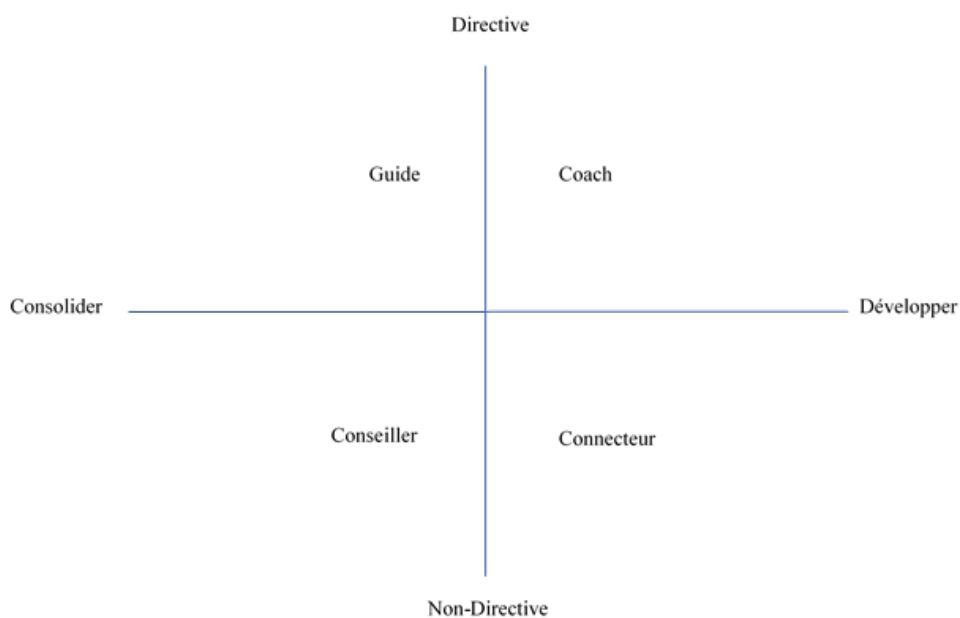 Directive
Guide
Coach
Consolider
Développer
Conseiller
Connecteur
Non-Directive